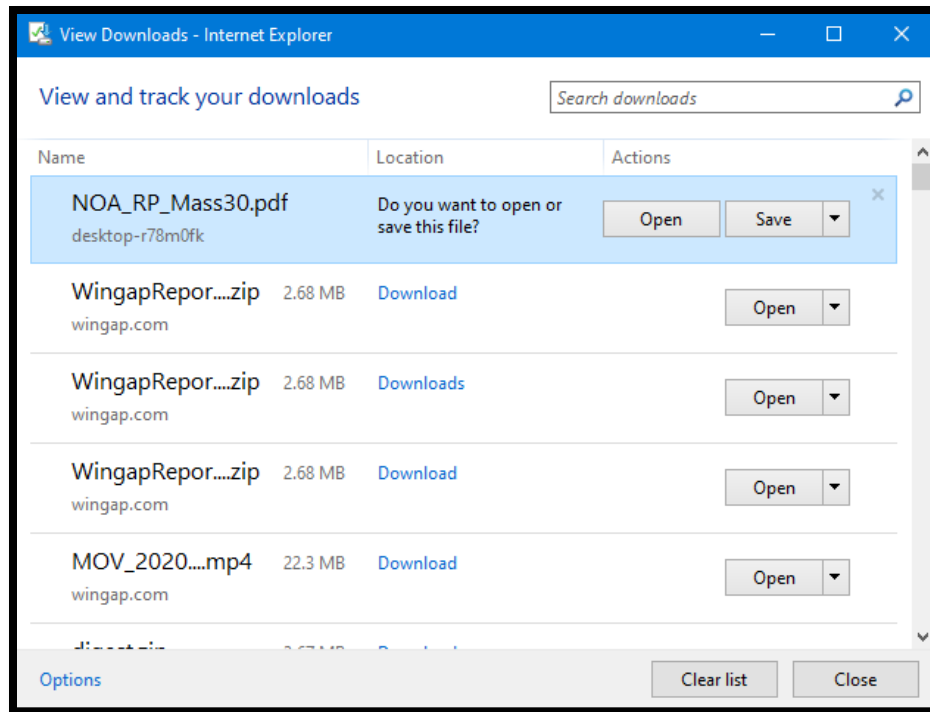 View Downloads - Internet Explorer
View and track your downloads
Search downloads
Name Location Actions
NOA_RP_Mass30.pdf
desktop-r78m0fk
Do you want to open or
save this file?
Open Save
WingapRepor....zip 2.68 MB Download
Open
wingap.com
WingapRepor....zip 2.68 MB Downloads
Open
wingap.com
WingapRepor....zip 2.68 MB Download
Open
wingap.com
MOV_2020....mp4 22.3 MB Download
Open
wingap.com
Options Clear list Close